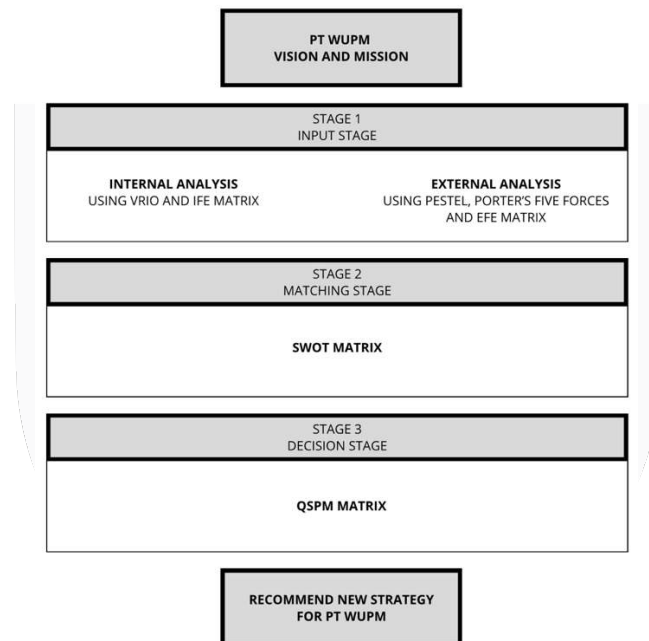 PT WUPM
VISION AND MISSION
STAGE 1
INPUT STAGE
INTERNAL ANALYSIS
USING VRIO AND IFE MATRIX
EXTERNAL ANALYSIS
USING PESTEL, PORTER'S FIVE FORCES
AND EFE MATRIX
STAGE 2
MATCHING STAGE
SWOT MATRIX
STAGE 3
DECISION STAGE
QSPM MATRIX
RECOMMEND NEW STRATEGY
FOR PT WUPM